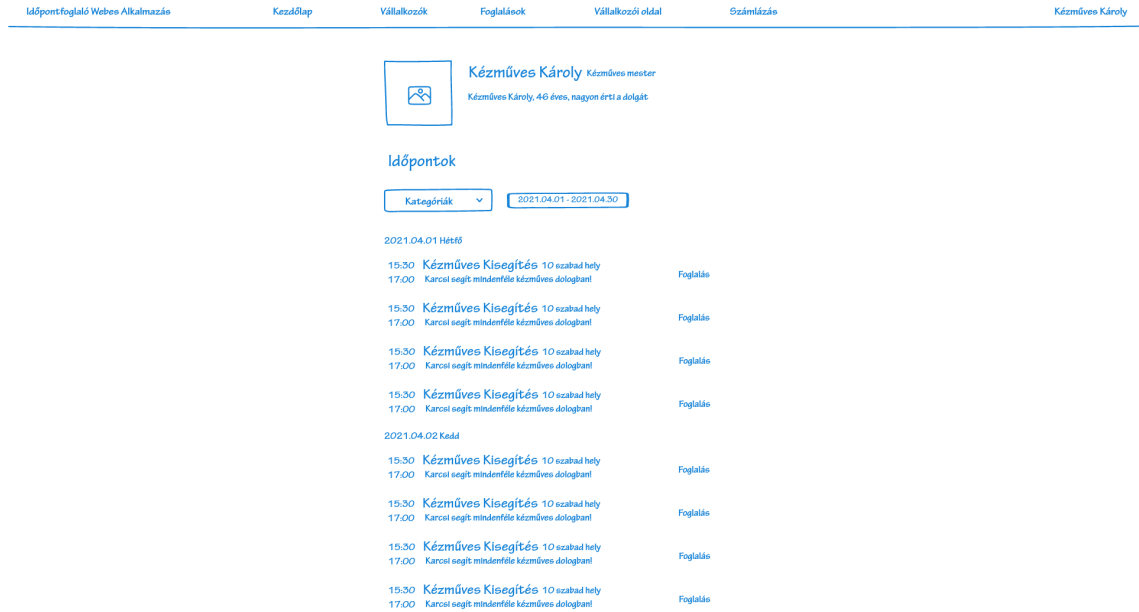 Időpontfoglaló Webes Alkalmazás Kezdőlap Vállalkozók Foglalások Vállalkozói oldal Számlázás Kézműves Károly
Kézműves Károly Kézműves mester
Kézműves Károly, 46 éves, nagyon érti a dolgát
Időpontok
Kategóriák 2021.04.01 - 2021.04.30
2021.04.01 Hétfő
15:30 Kézműves Kisegítés 10 szabad hely
17:00 Karcsi segít mindenféle kézműves dologban! Foglalás
15:30 Kézműves Kisegítés 10 szabad hely
17:00 Karcsi segít mindenféle kézműves dologban! Foglalás
15:30 Kézműves Kisegítés 10 szabad hely
17:00 Karcsi segít mindenféle kézműves dologban! Foglalás
15:30 Kézműves Kisegítés 10 szabad hely
17:00 Karcsi segít mindenféle kézműves dologban! Foglalás
2021.04.02 Kedd
15:30 Kézműves Kisegítés 10 szabad hely
17:00 Karcsi segít mindenféle kézműves dologban! Foglalás
15:30 Kézműves Kisegítés 10 szabad hely
17:00 Karcsi segít mindenféle kézműves dologban! Foglalás
15:30 Kézműves Kisegítés 10 szabad hely
17:00 Karcsi segít mindenféle kézműves dologban! Foglalás
15:30 Kézműves Kisegítés 10 szabad hely
17:00 Karcsi segít mindenféle kézműves dologban! Foglalás